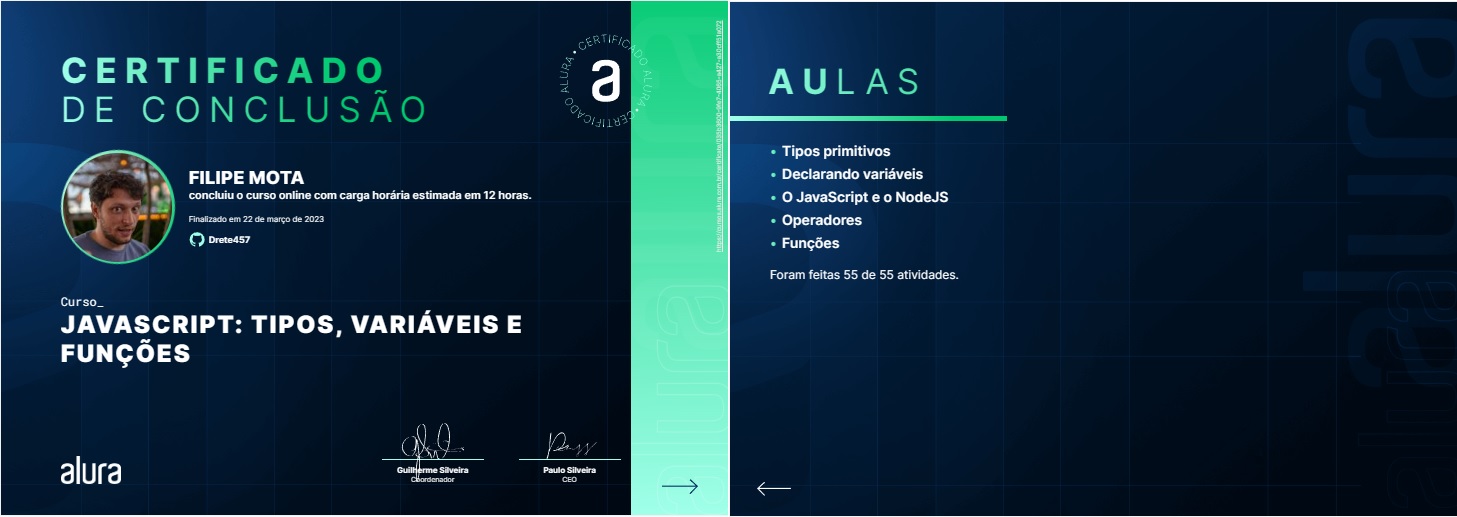 CERTIFICADO
DE CONCLUSÃO
CERTIFICADO ALURA • CERTIFICADO ALURA •
a
FILIPE MOTA
concluiu o curso online com carga horária estimada em 12 horas.
Finalizado em 22 de março de 2023
Drete457
Curso_
JAVASCRIPT: TIPOS, VARIÁVEIS E
FUNÇÕES
alura
Guilherme Silveira
Coordenador
Paulo Silveira
CEO
alura
AULAS
• Tipos primitivos
• Declarando variáveis
• O JavaScript e o NodeJS
• Operadores
• Funções
Foram feitas 55 de 55 atividades.
alura